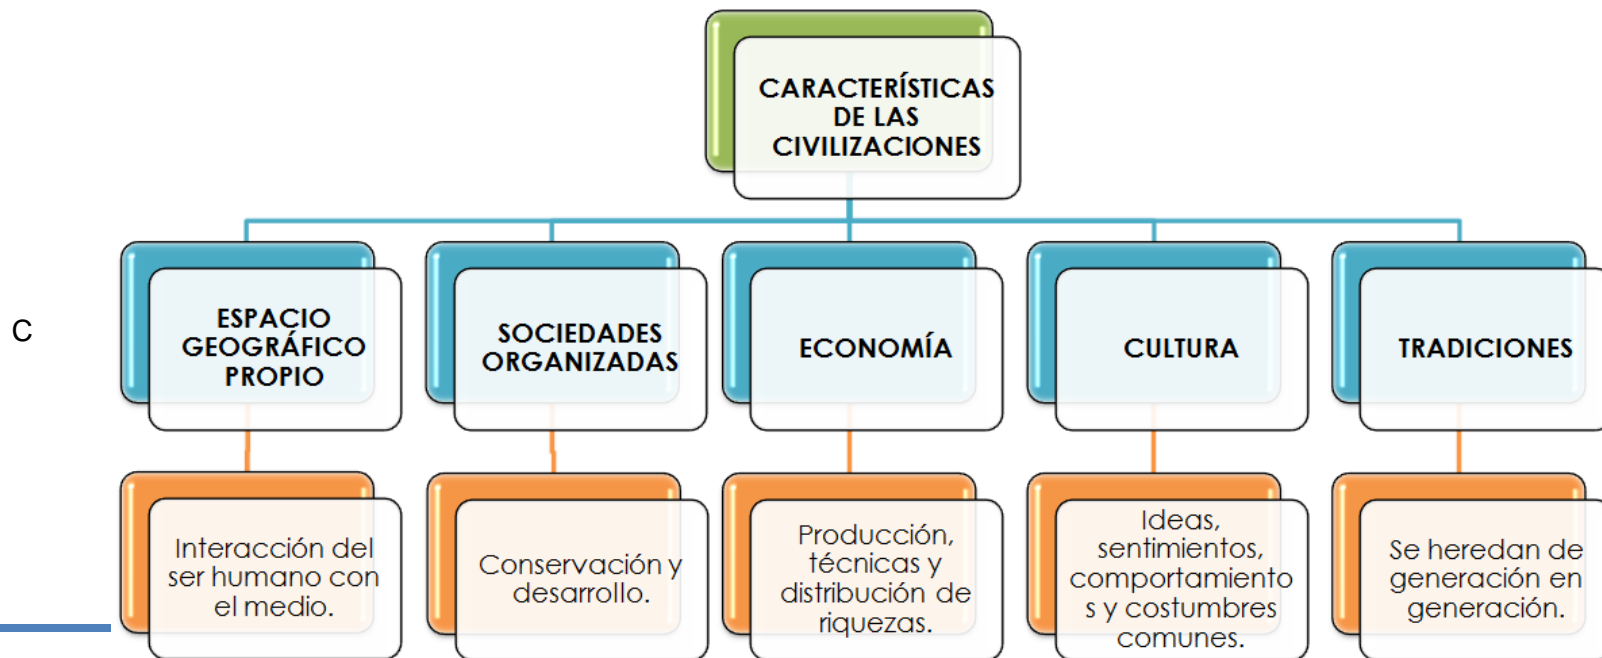 CARACTERÍSTICAS
DE LAS
CIVILIZACIONES
C
ESPACIO
GEOGRÁFICO
PROPIO
SOCIEDADES
ORGANIZADAS
ECONOMÍA
CULTURA
TRADICIONES
Interacción del
ser humano con
el medio.
Conservación y
desarrollo.
Producción,
técnicas y
distribución de
riquezas.
Ideas,
sentimientos,
comportamiento
s y costumbres
comunes.
Se heredan de
generación en
generación.